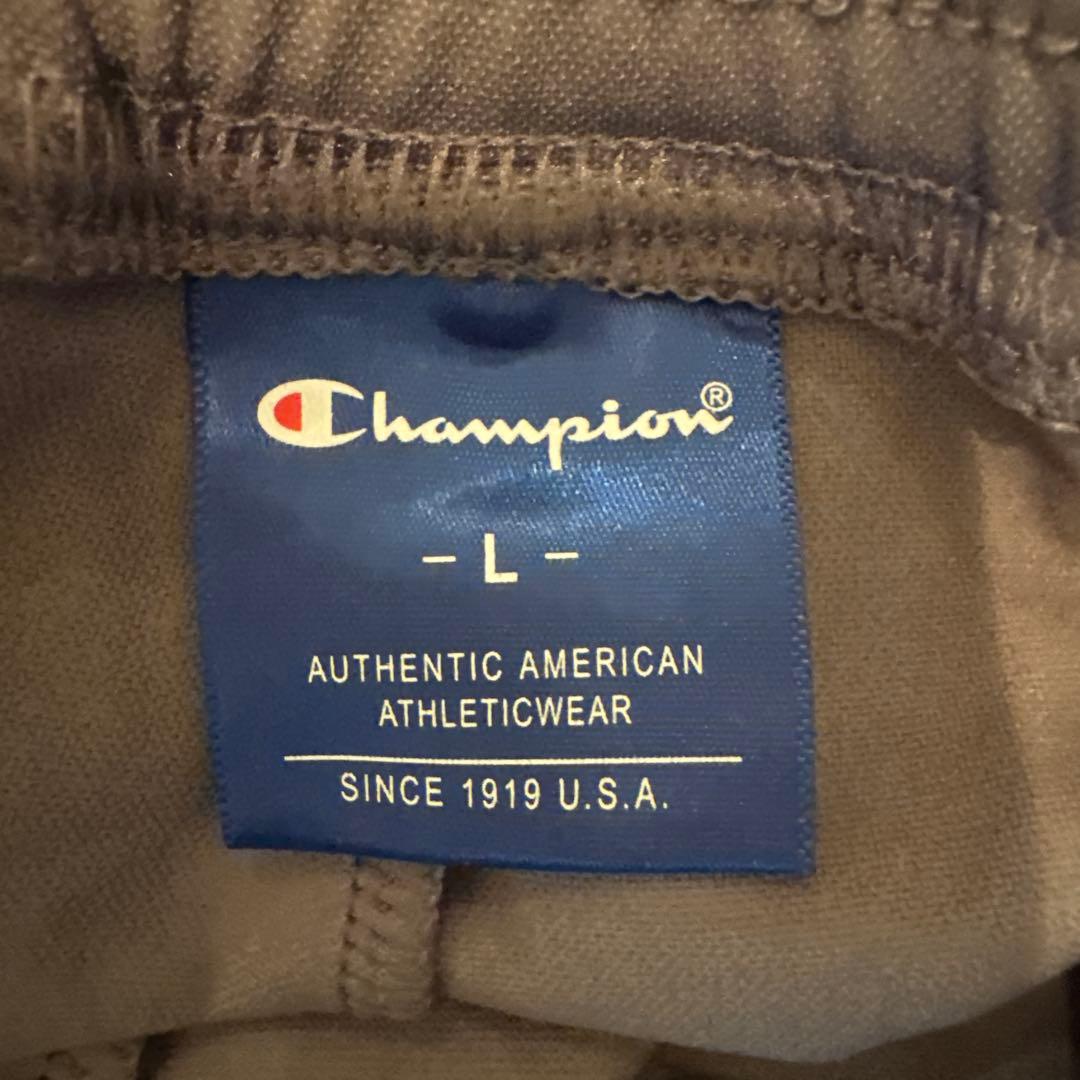 Champion®
- L -
AUTHENTIC AMERICAN
ATHLETICWEAR
SINCE 1919 U.S.A.